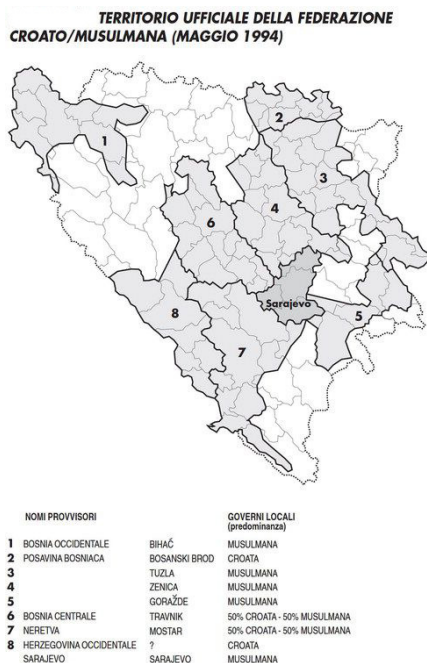 TERRITORIO UFFICIALE DELLA FEDERAZIONE
CROATO/MUSULMANA (MAGGIO 1994)
2
1
3
6
4
Sarajevo
8
5
7
NOMI PROVVISORI GOVERNI LOCALI
(predominanza)
1 BOSNIA OCCIDENTALE BIHAĆ MUSULMANA
2 POSAVINA BOSNIACA BOSANSKI BROD CROATA
3 TUZLA MUSULMANA
4 ZENICA MUSULMANA
5 GORAŽDE MUSULMANA
6 BOSNIA CENTRALE TRAVNIK 50% CROATA - 50% MUSULMANA
7 NERETVA MOSTAR 50% CROATA - 50% MUSULMANA
8 HERZEGOVINA OCCIDENTALE ? CROATA
SARAJEVO SARAJEVO MUSULMANA